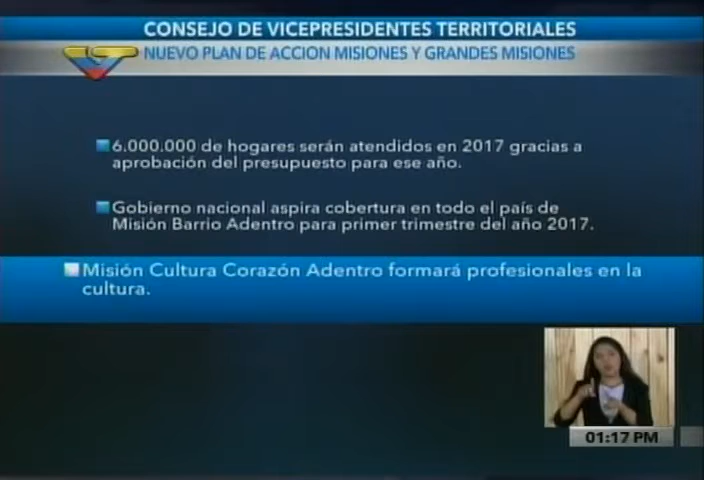 CONSEJO DE VICEPRESIDENTES TERRITORIALES
NUEVO PLAN DE ACCION MISIONES Y GRANDES MISIONES
6.000.000 de hogares serán atendidos en 2017 gracias a
aprobación del presupuesto para ese año.
Gobierno nacional aspira cobertura en todo el país de
Misión Barrio Adentro para primer trimestre del año 2017.
Misión Cultura Corazón Adentro formará profesionales en la
cultura.
01:17 PM